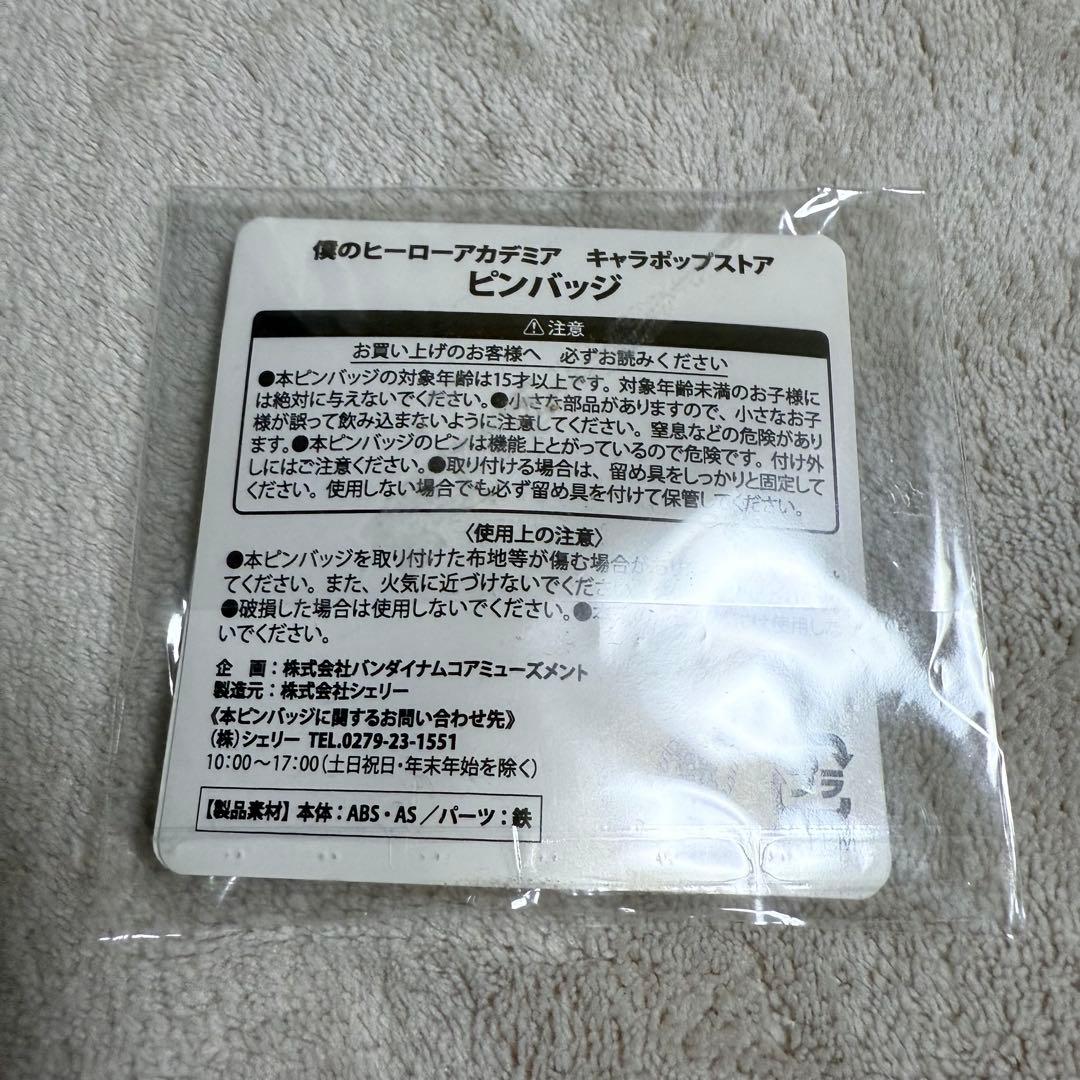 僕のヒーローアカデミア　キャラポップストア
ピンバッジ
⚠注意
お買い上げのお客様へ　必ずお読みください
●本ピンバッジの対象年齢は15才以上です。対象年齢未満のお子様に
は絶対に与えないでください。●小さな部品がありますので、小さなお子
様が誤って飲み込まないように注意してください。窒息などの危険があり
ます。●本ピンバッジのピンは機能上とがっているので危険です。付け外
しにはご注意ください。●取り付ける場合は、留め具をしっかりと固定して
ください。使用しない場合でも必ず留め具を付けて保管してください。
〈使用上の注意〉
●本ピンバッジを取り付けた布地等が傷む場合が
てください。また、火気に近づけないでくだ
●破損した場合は使用しないでください。● は使用した
いでください。
企　画：株式会社バンダイナムコアミューズメント
製造元：株式会社シェリー
《本ピンバッジに関するお問い合わせ先》
(株)シェリー TEL.0279-23-1551
10:00〜17:00(土日祝日・年末年始を除く)
プラ
【製品素材】本体：ABS・AS／パーツ：鉄